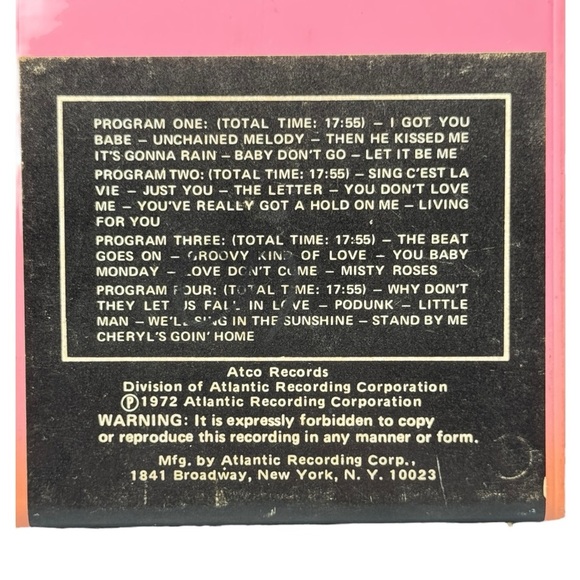 PROGRAM ONE: (TOTAL TIME: 17:55) – I GOT YOU
BABE – UNCHAINED MELODY – THEN HE KISSED ME
IT'S GONNA RAIN – BABY DON'T GO – LET IT BE ME
PROGRAM TWO: (TOTAL TIME: 17:55) – SING C'EST LA
VIE – JUST YOU – THE LETTER – YOU DON'T LOVE
ME – YOU'VE REALLY GOT A HOLD ON ME – LIVING
FOR YOU
PROGRAM THREE: (TOTAL TIME: 17:55) – THE BEAT
GOES ON – GROOVY KIND OF LOVE – YOU BABY
MONDAY – LOVE DON'T COME – MISTY ROSES
PROGRAM FOUR: (TOTAL TIME: 17:55) – WHY DON'T
THEY LET US FALL IN LOVE – PODUNK – LITTLE
MAN – WE'LL SING IN THE SUNSHINE – STAND BY ME
CHERYL'S GOIN' HOME
Atco Records
Division of Atlantic Recording Corporation
Ⓟ1972 Atlantic Recording Corporation
WARNING: It is expressly forbidden to copy
or reproduce this recording in any manner or form.
Mfg. by Atlantic Recording Corp.,
1841 Broadway, New York, N. Y. 10023